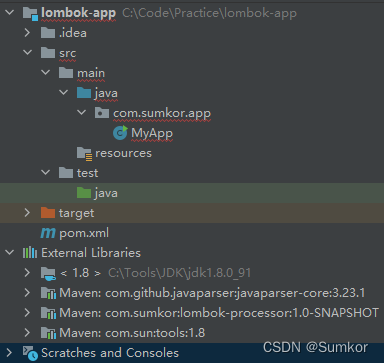 lombok-app C:\Code\Practice\lombok-app
.idea
src
main
java
com.sumkor.app
MyApp
resources
test
java
target
pom.xml
External Libraries
< 1.8 > C:\Tools\JDK\jdk1.8.0_91
Maven: com.github.javaparser:javaparser-core:3.23.1
Maven: com.sumkor:lombok-processor:1.0-SNAPSHOT
Maven: com.sun:tools:1.8
Scratches and Consoles
CSDN @Sumkor